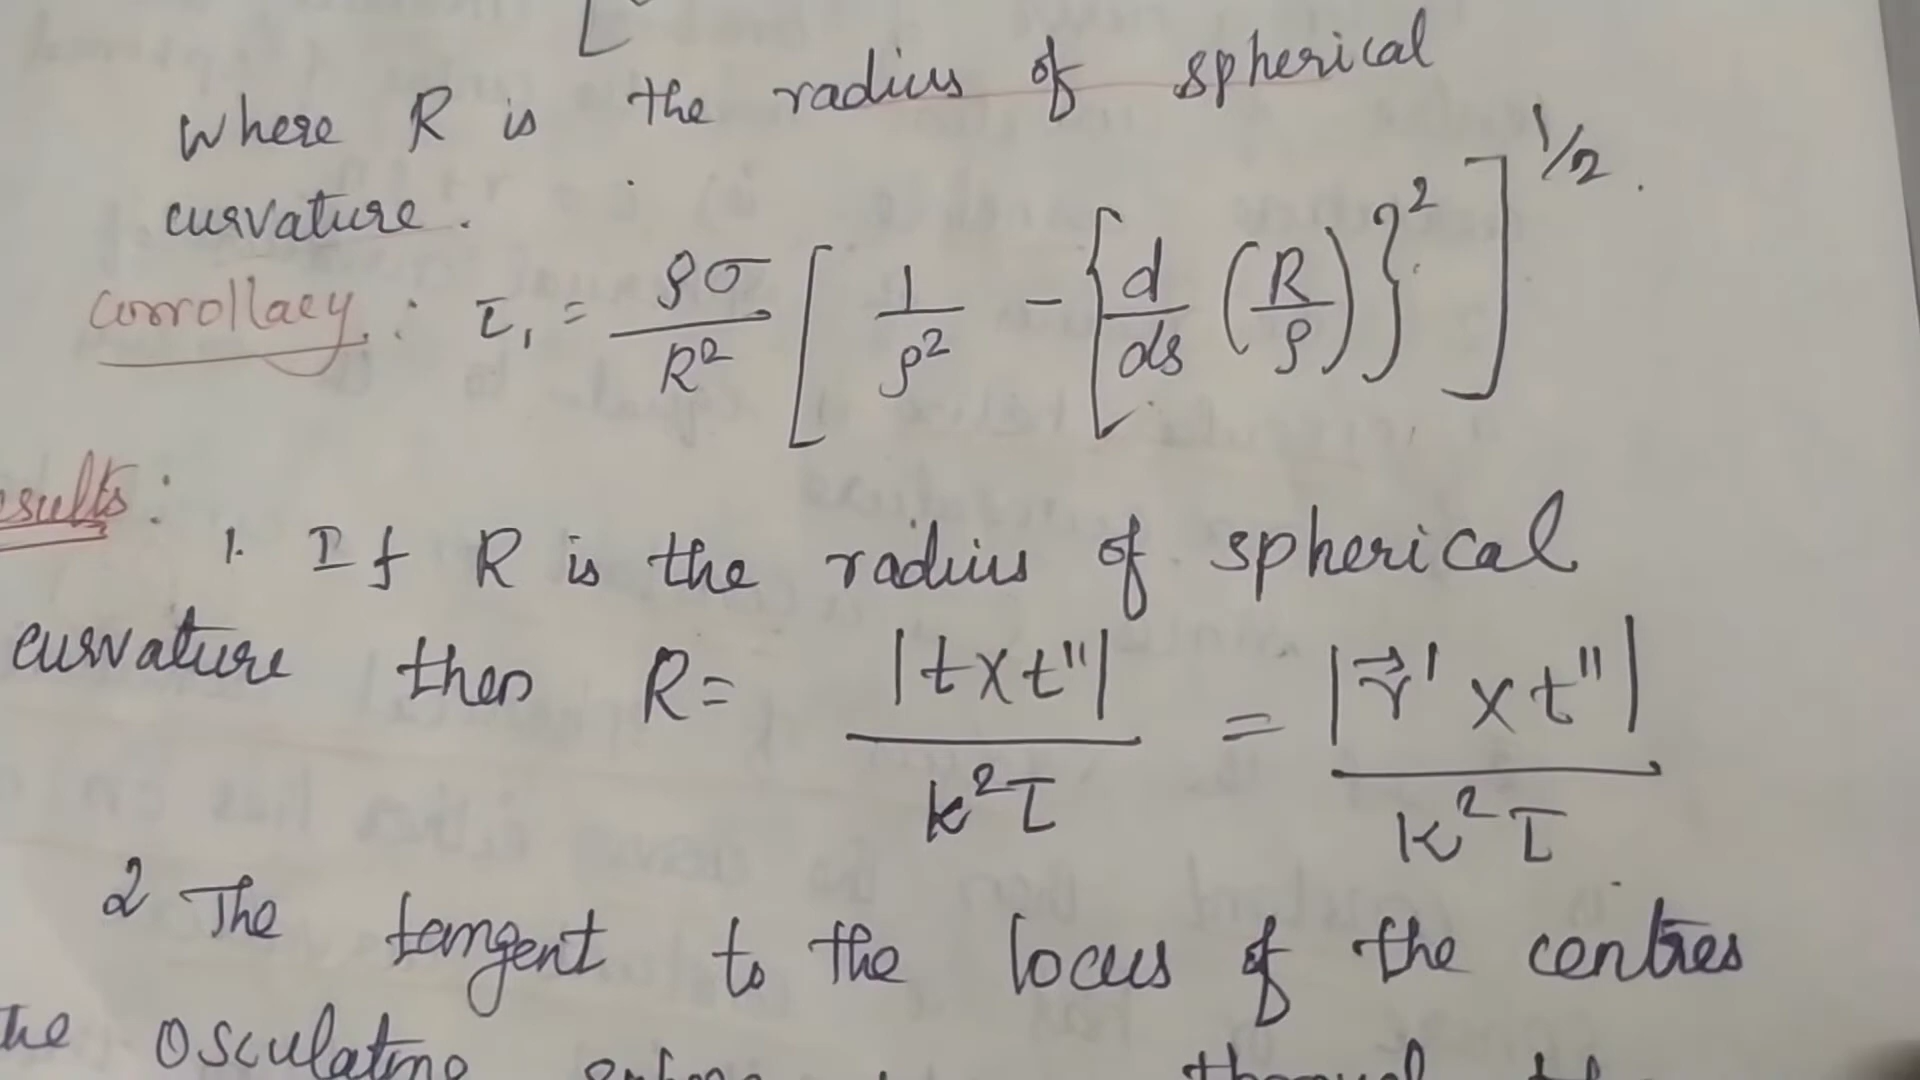 where R is the radius of spherical
curvature.
Corrollary : τ₁ = ρσ/R² [ 1/ρ² - { d/ds (R/ρ) }² ]^1/2.
esults :
1. If R is the radius of spherical
curvature then R = |t×t''| / k²τ = |r⃗'×t''| / k²τ
2 The tangent to the locus of the centres
the osculating